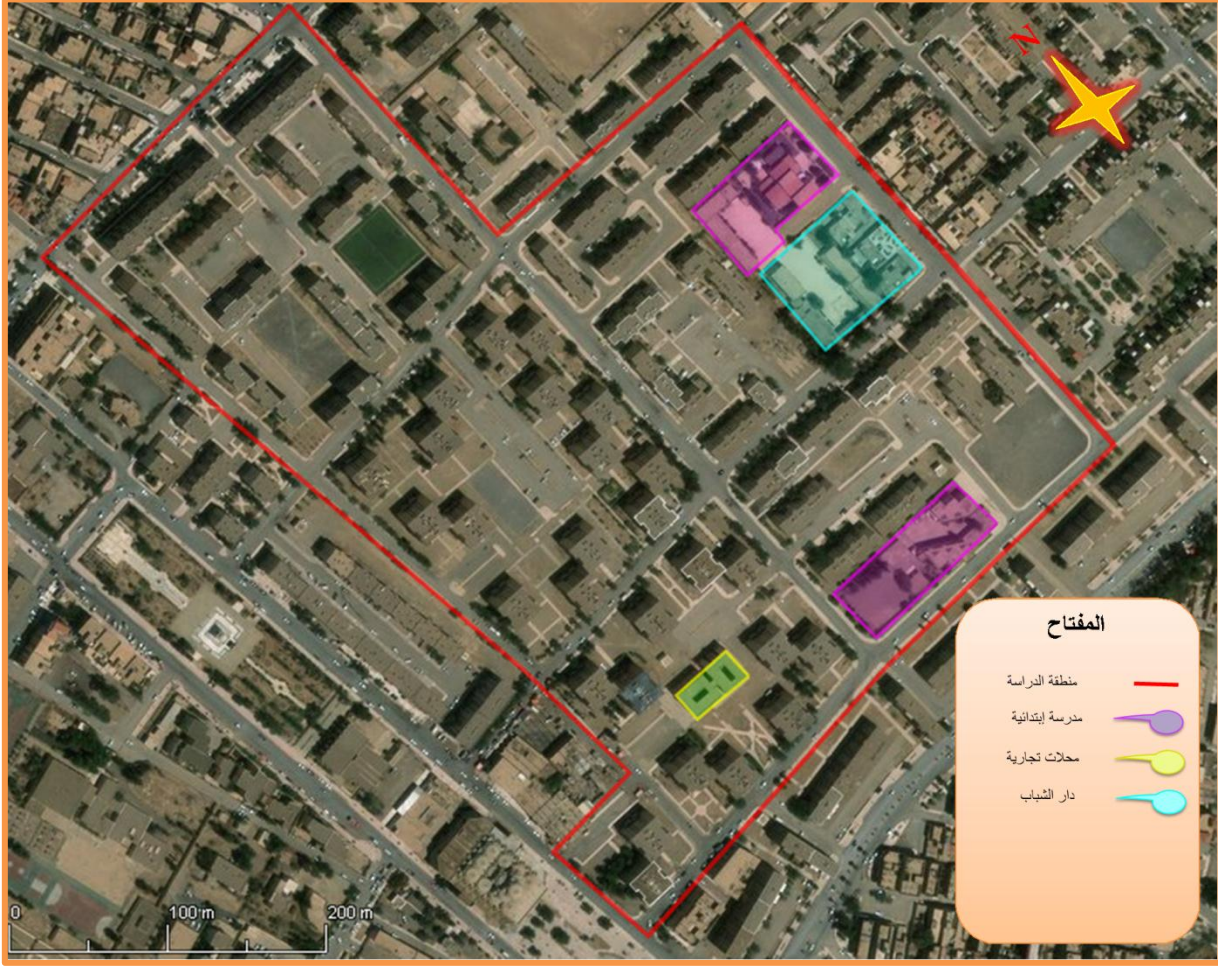 N
المفتاح
منطقة الدراسة
مدرسة إبتدائية
محلات تجارية
دار الشباب
0 100 m 200 m